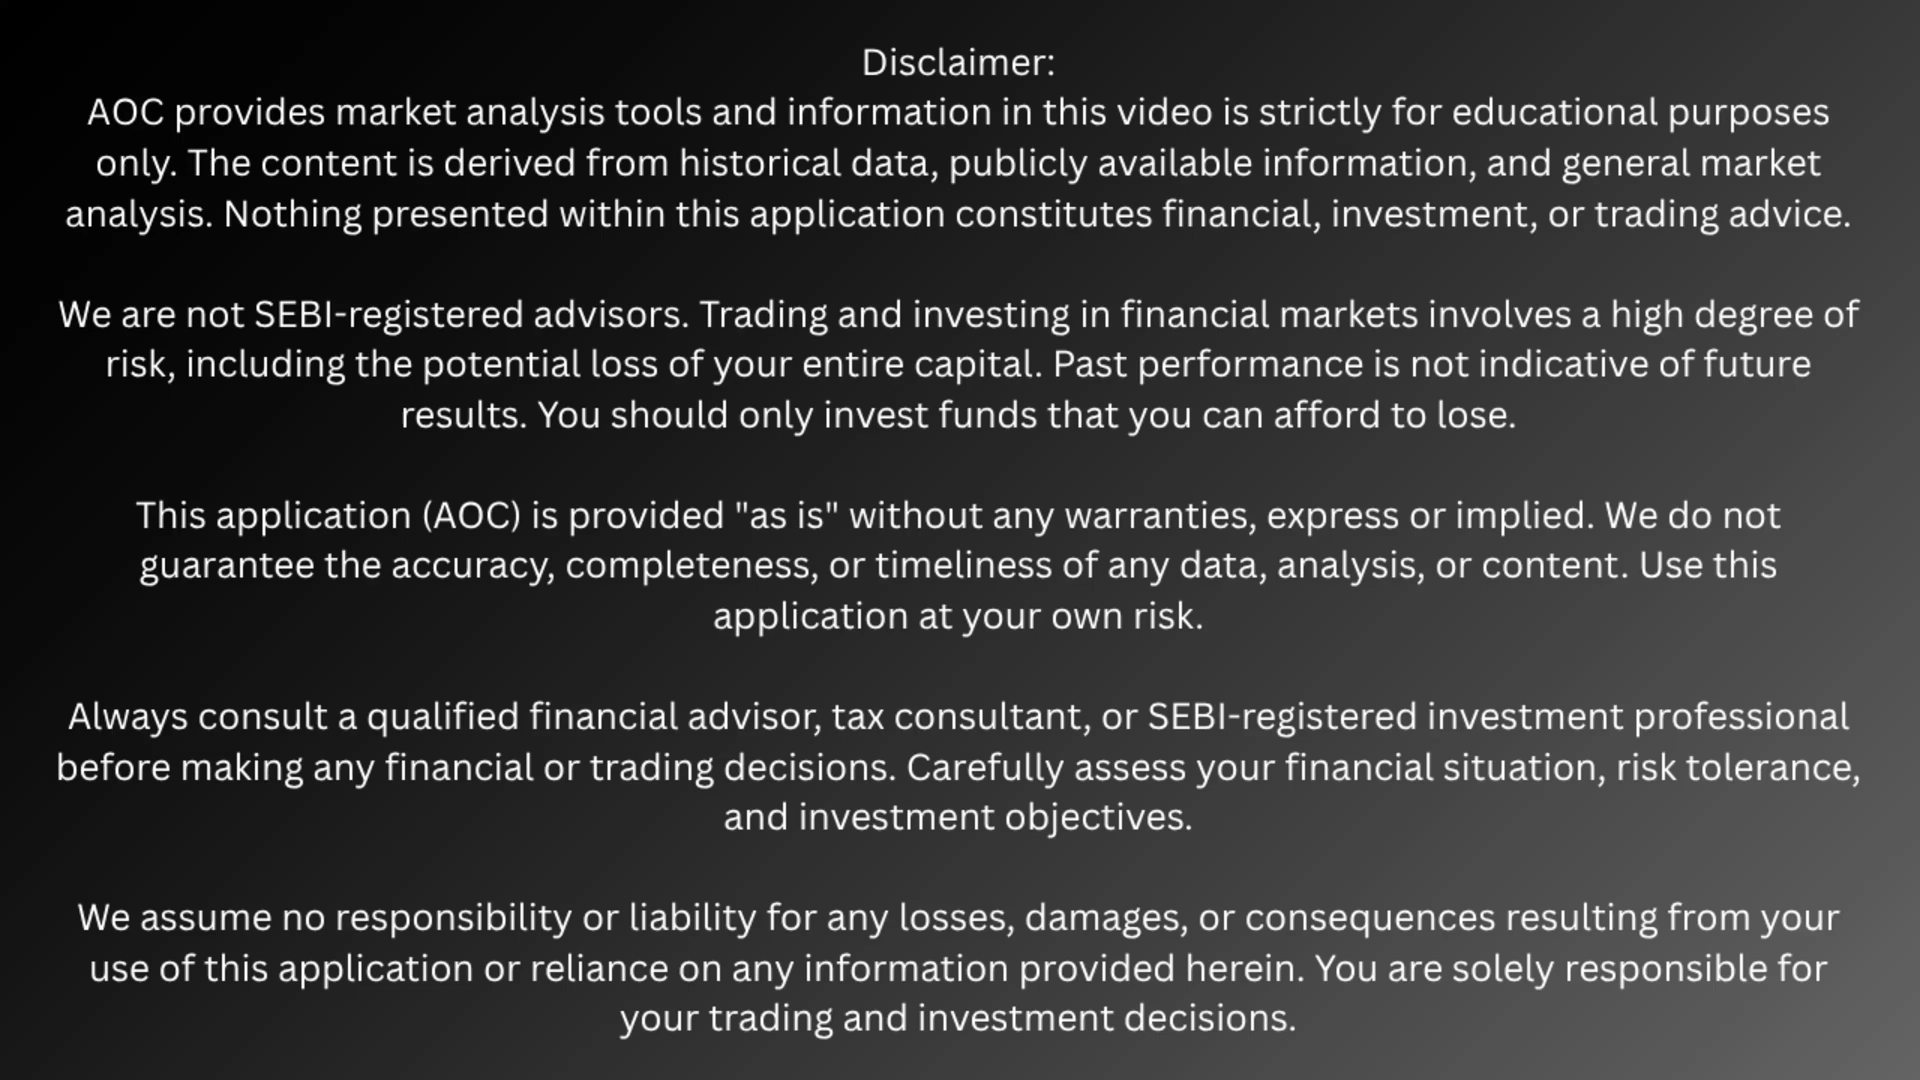 Disclaimer:
AOC provides market analysis tools and information in this video is strictly for educational purposes
only. The content is derived from historical data, publicly available information, and general market
analysis. Nothing presented within this application constitutes financial, investment, or trading advice.
We are not SEBI-registered advisors. Trading and investing in financial markets involves a high degree of
risk, including the potential loss of your entire capital. Past performance is not indicative of future
results. You should only invest funds that you can afford to lose.
This application (AOC) is provided "as is" without any warranties, express or implied. We do not
guarantee the accuracy, completeness, or timeliness of any data, analysis, or content. Use this
application at your own risk.
Always consult a qualified financial advisor, tax consultant, or SEBI-registered investment professional
before making any financial or trading decisions. Carefully assess your financial situation, risk tolerance,
and investment objectives.
We assume no responsibility or liability for any losses, damages, or consequences resulting from your
use of this application or reliance on any information provided herein. You are solely responsible for
your trading and investment decisions.